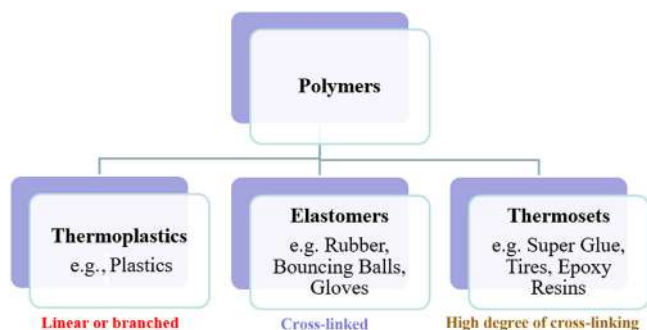 Polymers
Thermoplastics
e.g., Plastics
Elastomers
e.g. Rubber,
Bouncing Balls,
Gloves
Thermosets
e.g. Super Glue,
Tires, Epoxy
Resins
Linear or branched
Cross-linked
High degree of cross-linking